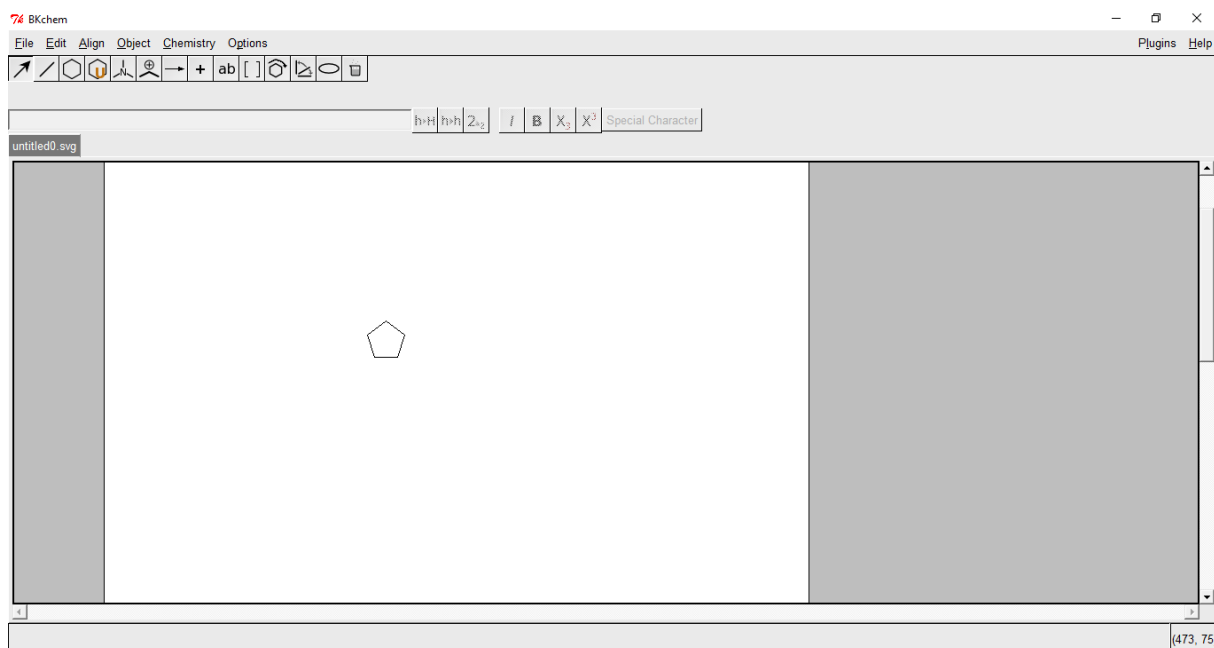 BKchem
File Edit Align Object Chemistry Options Plugins Help
N + ab [ ]
h›H h›h 2 I B X₃ X³ Special Character
untitled0.svg
(473, 75